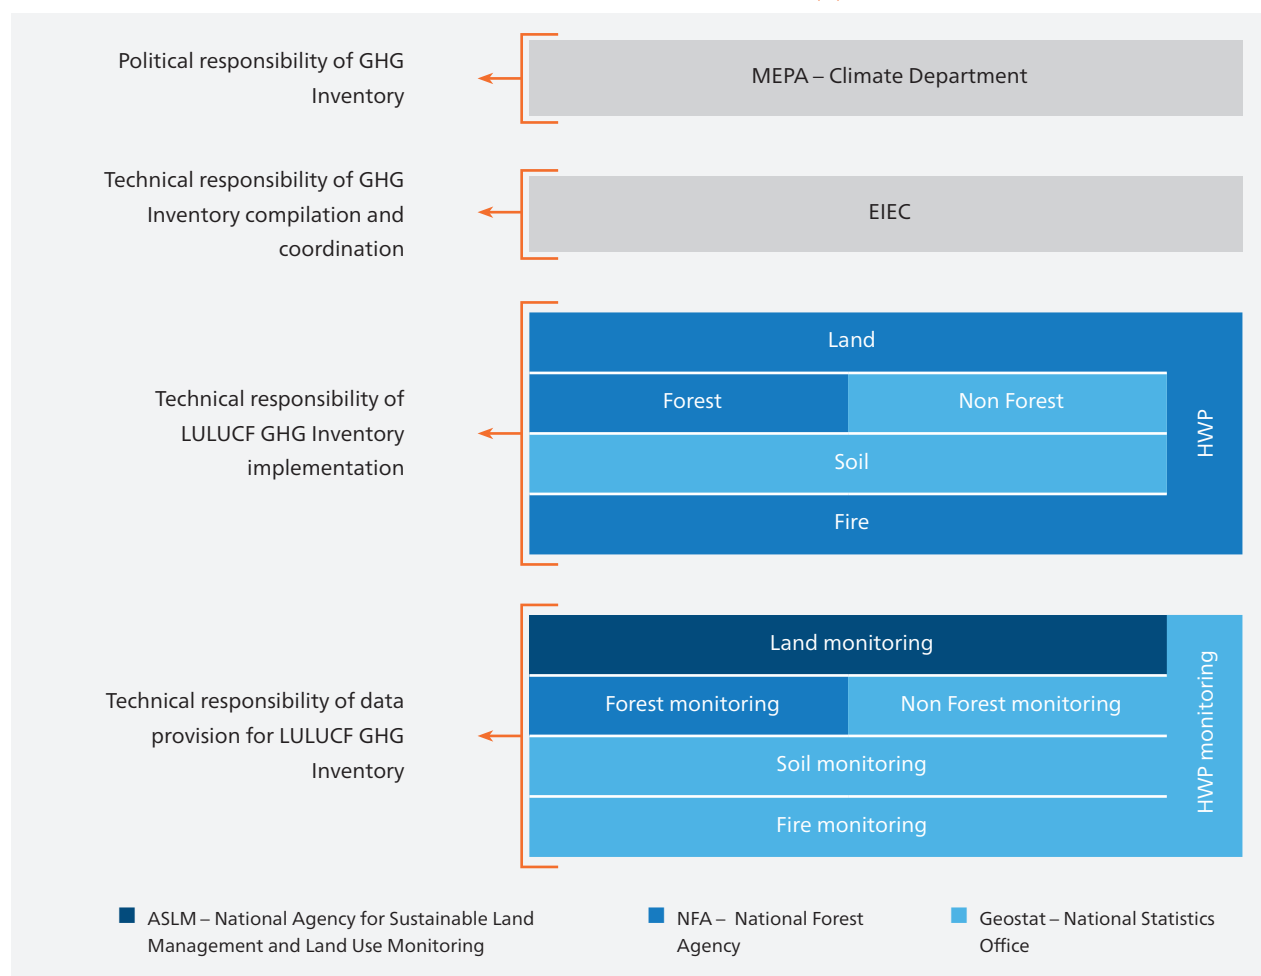 Political responsibility of GHG
Inventory
MEPA – Climate Department
Technical responsibility of GHG
Inventory compilation and
coordination
EIEC
Technical responsibility of
LULUCF GHG Inventory
implementation
Land
Forest
Non Forest
Soil
Fire
HWP
Technical responsibility of data
provision for LULUCF GHG
Inventory
Land monitoring
Forest monitoring
Non Forest monitoring
Soil monitoring
Fire monitoring
HWP monitoring
ASLM – National Agency for Sustainable Land
Management and Land Use Monitoring
NFA – National Forest
Agency
Geostat – National Statistics
Office